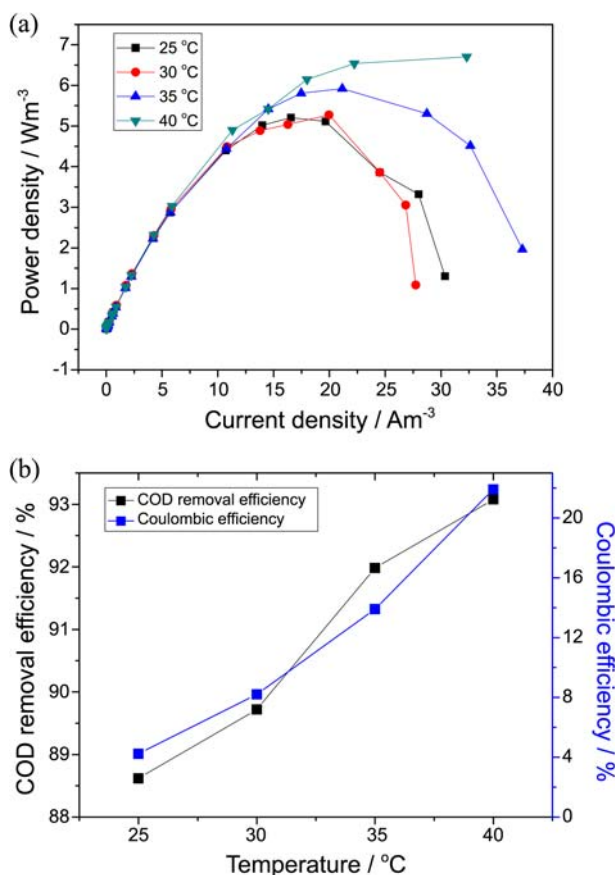 (a)
25 °C
30 °C
35 °C
40 °C
7
6
5
4
3
2
1
0
-1
Power density / Wm-3
0 5 10 15 20 25 30 35 40
Current density / Am-3
(b)
COD removal efficiency
Coulombic efficiency
93
92
91
90
89
88
COD removal efficiency / %
20
16
12
8
4
0
Coulombic efficiency / %
25 30 35 40
Temperature / °C